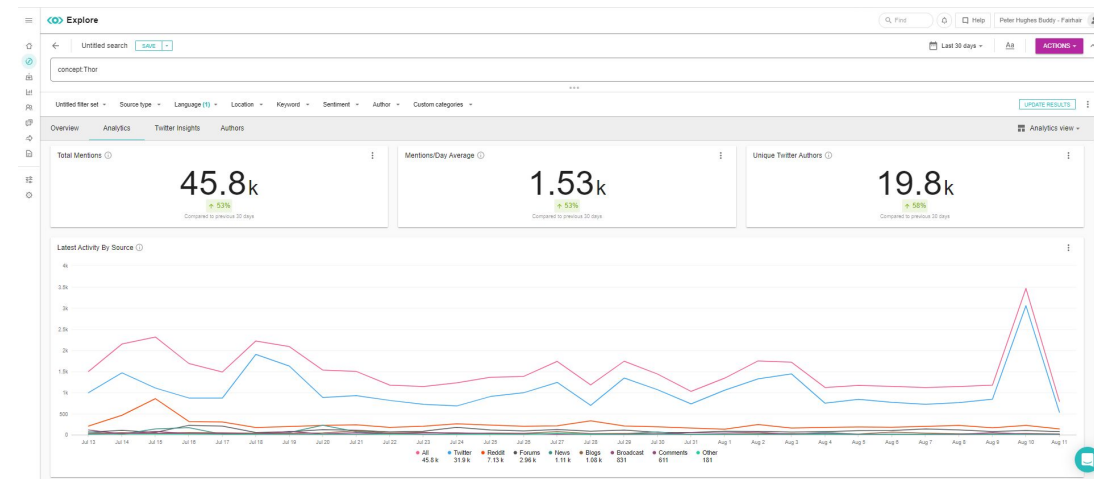 Explore
Find
Help
Peter Hughes Buddy - Fairhair
Untitled search SAVE
Last 30 days
Aa
ACTIONS
concept:Thor
Untitled filter set Source type Language (1) Location Keyword Sentiment Author Custom categories
UPDATE RESULTS
Overview Analytics Twitter Insights Authors
Analytics view
Total Mentions
45.8k
↑ 53%
Compared to previous 30 days
Mentions/Day Average
1.53k
↑ 53%
Compared to previous 30 days
Unique Twitter Authors
19.8k
↑ 58%
Compared to previous 30 days
Latest Activity By Source
4k
3.5k
3k
2.5k
2k
1.5k
1k
500
0
Jul 13 Jul 14 Jul 15 Jul 16 Jul 17 Jul 18 Jul 19 Jul 20 Jul 21 Jul 22 Jul 23 Jul 24 Jul 25 Jul 26 Jul 27 Jul 28 Jul 29 Jul 30 Jul 31 Aug 1 Aug 2 Aug 3 Aug 4 Aug 5 Aug 6 Aug 7 Aug 8 Aug 9 Aug 10 Aug 11
All Twitter Reddit Forums News Blogs Broadcast Comments Other
45.8 k 31.9 k 7.13 k 2.96 k 1.11 k 1.08 k 831 611 181